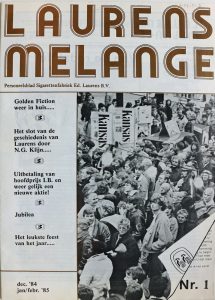 LAURENS
MELANGE
Personeelsblad Sigarettenfabriek Ed. Laurens B.V.
Golden Fiction
weer in huis.....
Het slot van de
geschiedenis van
Laurens door
N.G. Klijn.....
Uitbetaling van
hoofdprijs I.B. en
weer gelijk een
nieuwe aktie!
Jubilea
Het leukste feest
van het jaar.....
KANSAS
dec. '84
jan/febr. '85
Nr. 1